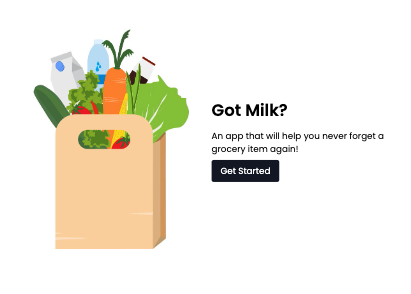 Got Milk?
An app that will help you never forget a
grocery item again!
Get Started